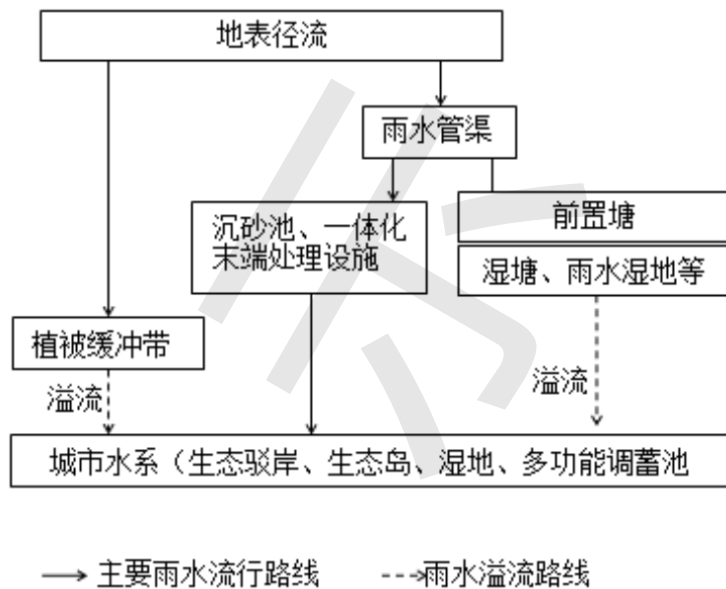 地表径流
雨水管渠
沉砂池、一体化
末端处理设施
前置塘
湿塘、雨水湿地等
植被缓冲带
溢流
溢流
城市水系（生态驳岸、生态岛、湿地、多功能调蓄池
主要雨水流行路线
雨水溢流路线